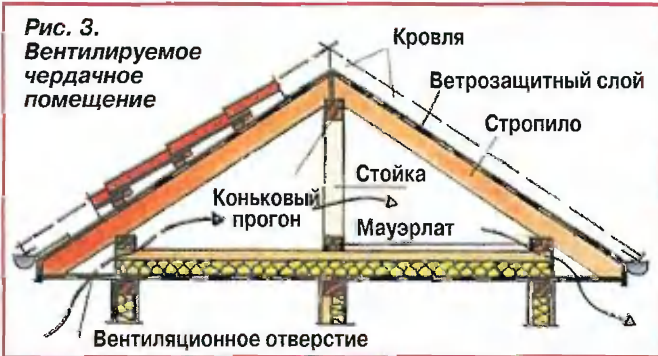 Рис. 3.
Вентилируемое
чердачное
помещение
Кровля
Ветрозащитный слой
Стропило
Стойка
Коньковый
прогон
Мауэрлат
Вентиляционное отверстие